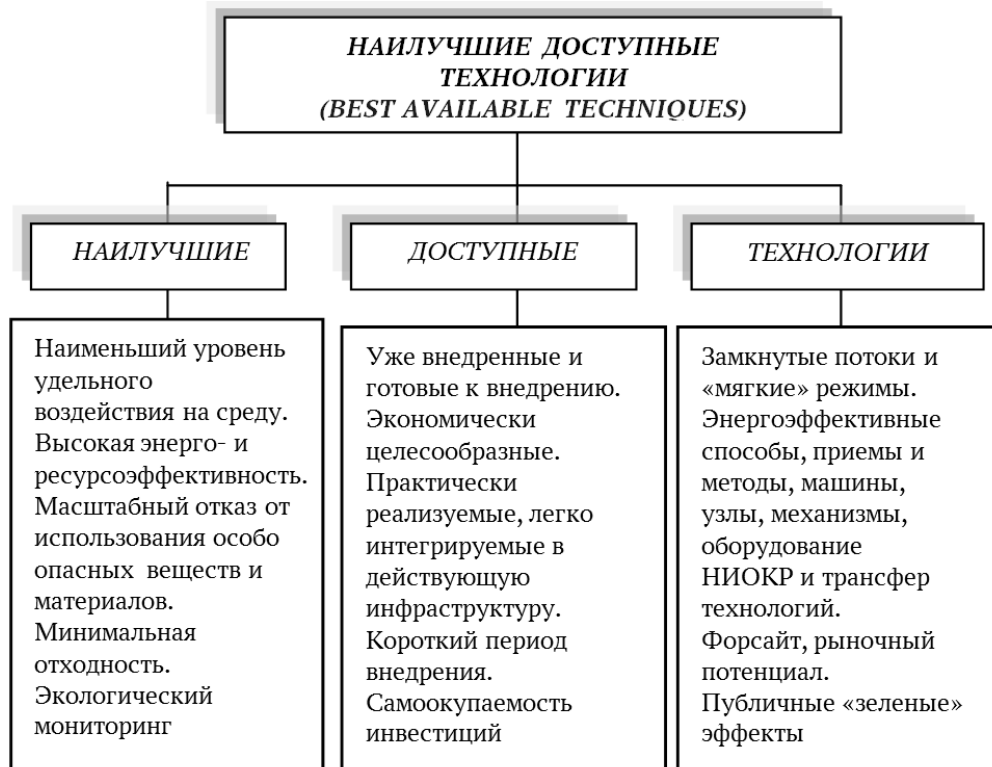 НАИЛУЧШИЕ ДОСТУПНЫЕ
ТЕХНОЛОГИИ
(BEST AVAILABLE TECHNIQUES)
НАИЛУЧШИЕ
Наименьший уровень
удельного
воздействия на среду.
Высокая энерго- и
ресурсоэффективность.
Масштабный отказ от
использования особо
опасных веществ и
материалов.
Минимальная
отходность.
Экологический
мониторинг
ДОСТУПНЫЕ
Уже внедренные и
готовые к внедрению.
Экономически
целесообразные.
Практически
реализуемые, легко
интегрируемые в
действующую
инфраструктуру.
Короткий период
внедрения.
Самоокупаемость
инвестиций
ТЕХНОЛОГИИ
Замкнутые потоки и
«мягкие» режимы.
Энергоэффективные
способы, приемы и
методы, машины,
узлы, механизмы,
оборудование
НИОКР и трансфер
технологий.
Форсайт, рыночный
потенциал.
Публичные «зеленые»
эффекты